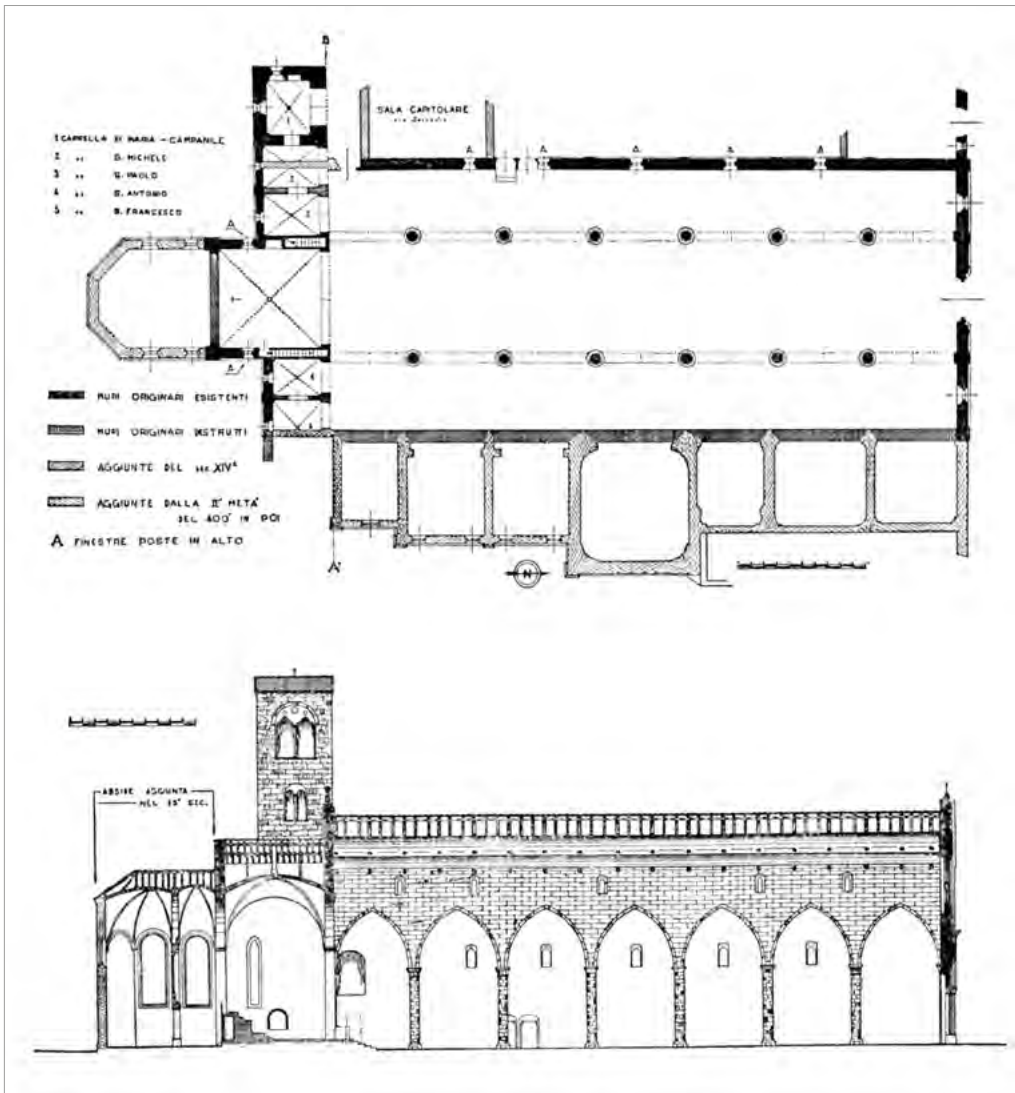 B
SALA CAPITOLARE
1 CAPPELLA DI MARIA - CAMPANILE
2 " S. MICHELE
3 " S. PAOLO
4 " S. ANTONIO
5 " S. FRANCESCO
MURI ORIGINARI ESISTENTI
MURI ORIGINARI DISTRUTTI
AGGIUNTE DEL XIV°
AGGIUNTE DALLA II° METÀ
DEL 400° IN POI
A FINESTRE POSTE IN ALTO
A'
N
ABSIDE AGGIUNTA
NEL 15° SEC.